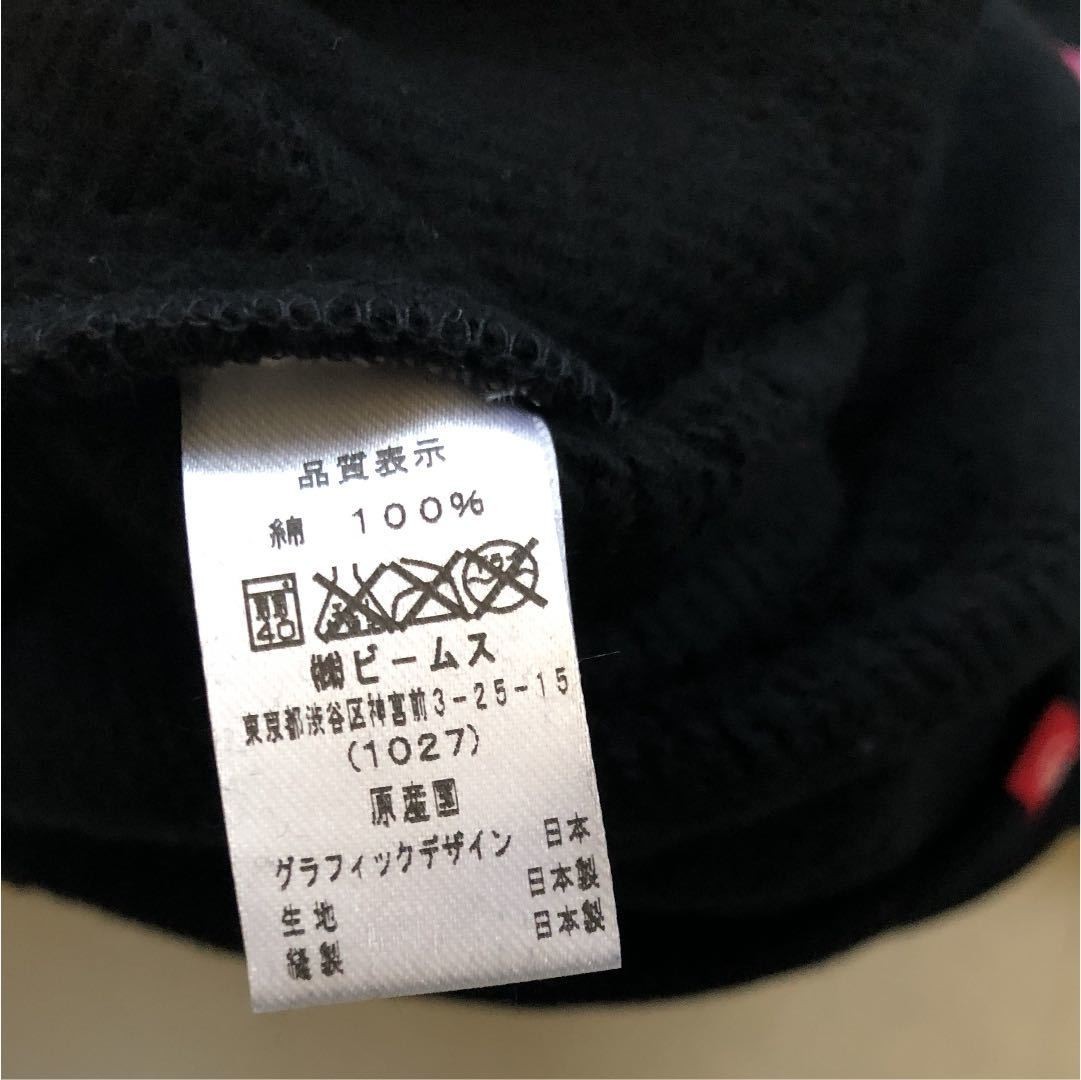 品質表示
綿 100%
40
㈱ビームス
東京都渋谷区神宮前3-25-15
(1027)
原産国
グラフィックデザイン 日本
生地 日本製
縫製 日本製